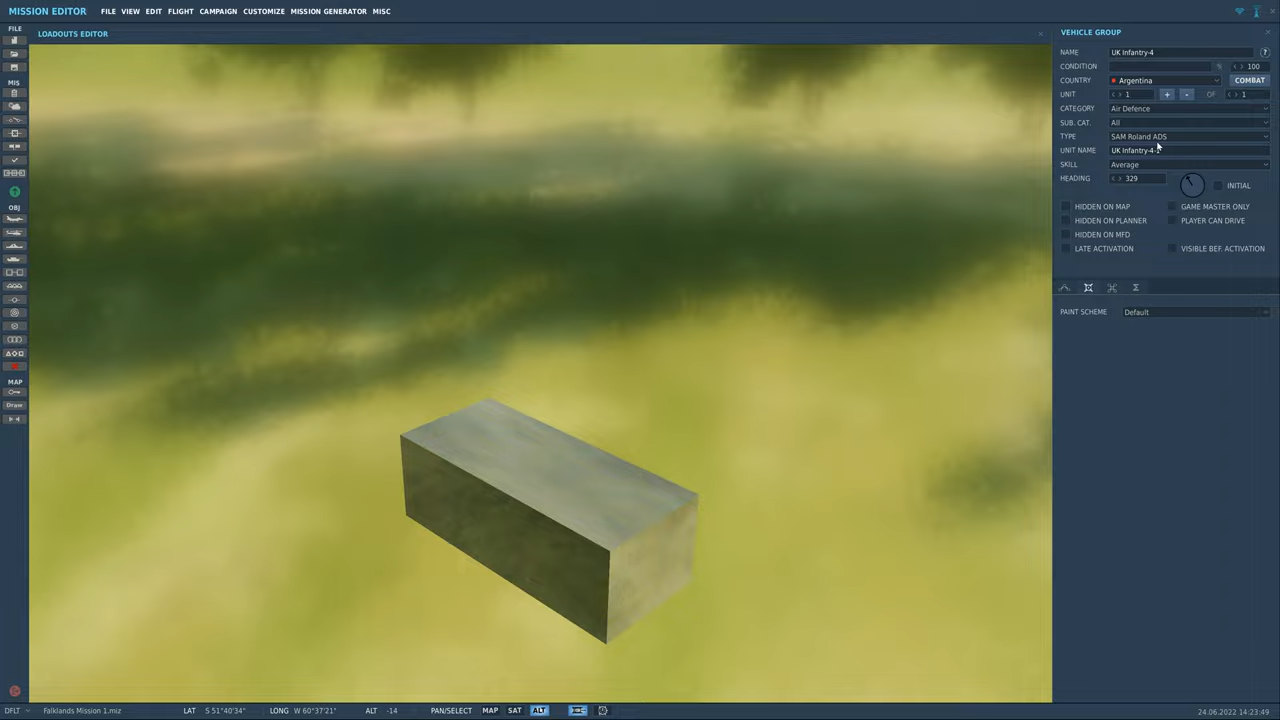 MISSION EDITOR FILE VIEW EDIT FLIGHT CAMPAIGN CUSTOMIZE MISSION GENERATOR MISC
FILE
MIS
OBJ
MAP
Draw
LOADOUTS EDITOR
VEHICLE GROUP
NAME UK Infantry-4 ?
CONDITION % < > 100
COUNTRY Argentina COMBAT
UNIT < > 1 + - OF < > 1
CATEGORY Air Defence
SUB. CAT. All
TYPE SAM Roland ADS
UNIT NAME UK Infantry-4-
SKILL Average
HEADING < > 329 INITIAL
HIDDEN ON MAP GAME MASTER ONLY
HIDDEN ON PLANNER PLAYER CAN DRIVE
HIDDEN ON MFD
LATE ACTIVATION VISIBLE BEF. ACTIVATION
PAINT SCHEME Default
DFLT Falklands Mission 1.miz LAT S 51°40'34" LONG W 60°37'21" ALT -14 PAN/SELECT MAP SAT ALT 24.06.2022 14:23:49